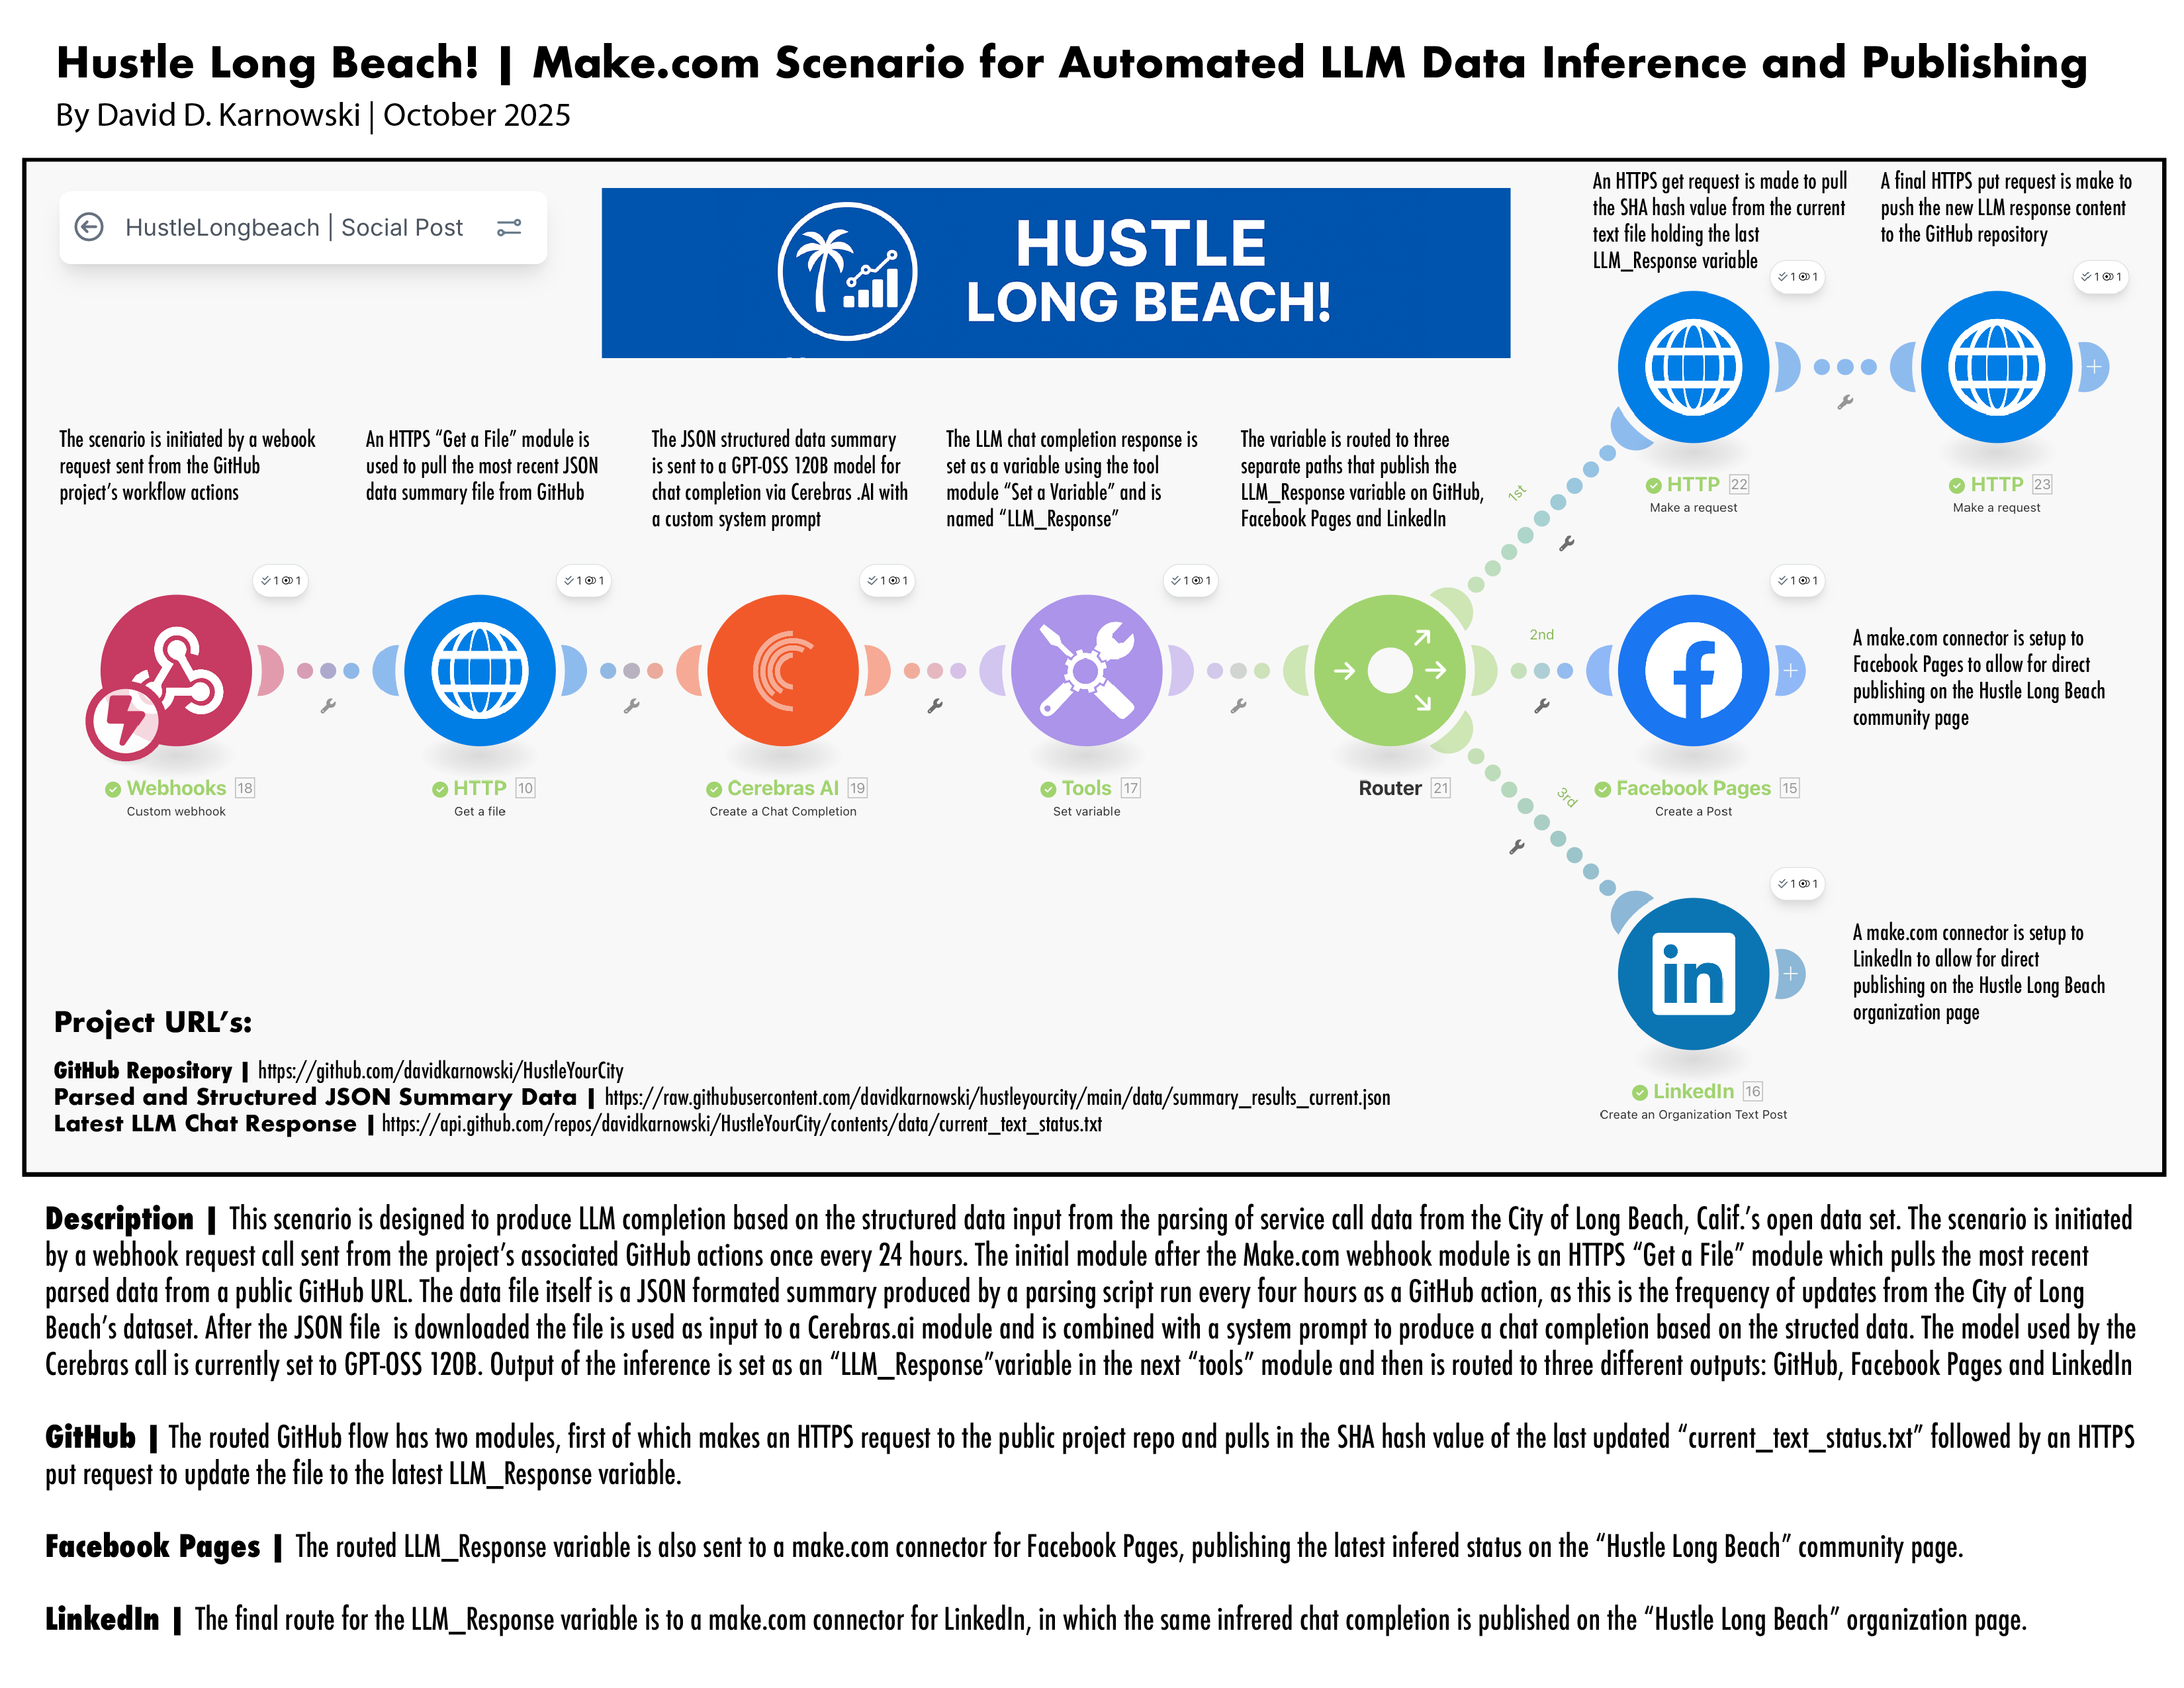 Hustle Long Beach! | Make.com Scenario for Automated LLM Data Inference and Publishing
By David D. Karnowski | October 2025
HustleLongbeach | Social Post
HUSTLE
LONG BEACH!
An HTTPS get request is made to pull
the SHA hash value from the current
text file holding the last
LLM_Response variable
A final HTTPS put request is make to
push the new LLM response content
to the GitHub repository
1 1
1 1
HTTP 22
Make a request
HTTP 23
Make a request
The scenario is initiated by a webook
request sent from the GitHub
project's workflow actions
An HTTPS “Get a File” module is
used to pull the most recent JSON
data summary file from GitHub
The JSON structured data summary
is sent to a GPT-OSS 120B model for
chat completion via Cerebras .AI with
a custom system prompt
The LLM chat completion response is
set as a variable using the tool
module “Set a Variable” and is
named “LLM_Response”
The variable is routed to three
separate paths that publish the
LLM_Response variable on GitHub,
Facebook Pages and LinkedIn
1st
2nd
3rd
1 1
1 1
1 1
1 1
1 1
Webhooks 18
Custom webhook
HTTP 10
Get a file
Cerebras AI 19
Create a Chat Completion
Tools 17
Set variable
Router 21
Facebook Pages 15
Create a Post
A make.com connector is setup to
Facebook Pages to allow for direct
publishing on the Hustle Long Beach
community page
1 1
in
LinkedIn 16
Create an Organization Text Post
A make.com connector is setup to
LinkedIn to allow for direct
publishing on the Hustle Long Beach
organization page
Project URL’s:
GitHub Repository | https://github.com/davidkarnowski/HustleYourCity
Parsed and Structured JSON Summary Data | https://raw.githubusercontent.com/davidkarnowski/hustleyourcity/main/data/summary_results_current.json
Latest LLM Chat Response | https://api.github.com/repos/davidkarnowski/HustleYourCity/contents/data/current_text_status.txt
Description | This scenario is designed to produce LLM completion based on the structured data input from the parsing of service call data from the City of Long Beach, Calif.’s open data set. The scenario is initiated
by a webhook request call sent from the project’s associated GitHub actions once every 24 hours. The initial module after the Make.com webhook module is an HTTPS “Get a File” module which pulls the most recent
parsed data from a public GitHub URL. The data file itself is a JSON formated summary produced by a parsing script run every four hours as a GitHub action, as this is the frequency of updates from the City of Long
Beach’s dataset. After the JSON file is downloaded the file is used as input to a Cerebras.ai module and is combined with a system prompt to produce a chat completion based on the structed data. The model used by the
Cerebras call is currently set to GPT-OSS 120B. Output of the inference is set as an “LLM_Response”variable in the next “tools” module and then is routed to three different outputs: GitHub, Facebook Pages and LinkedIn
GitHub | The routed GitHub flow has two modules, first of which makes an HTTPS request to the public project repo and pulls in the SHA hash value of the last updated “current_text_status.txt” followed by an HTTPS
put request to update the file to the latest LLM_Response variable.
Facebook Pages | The routed LLM_Response variable is also sent to a make.com connector for Facebook Pages, publishing the latest infered status on the “Hustle Long Beach” community page.
LinkedIn | The final route for the LLM_Response variable is to a make.com connector for LinkedIn, in which the same infrered chat completion is published on the “Hustle Long Beach” organization page.